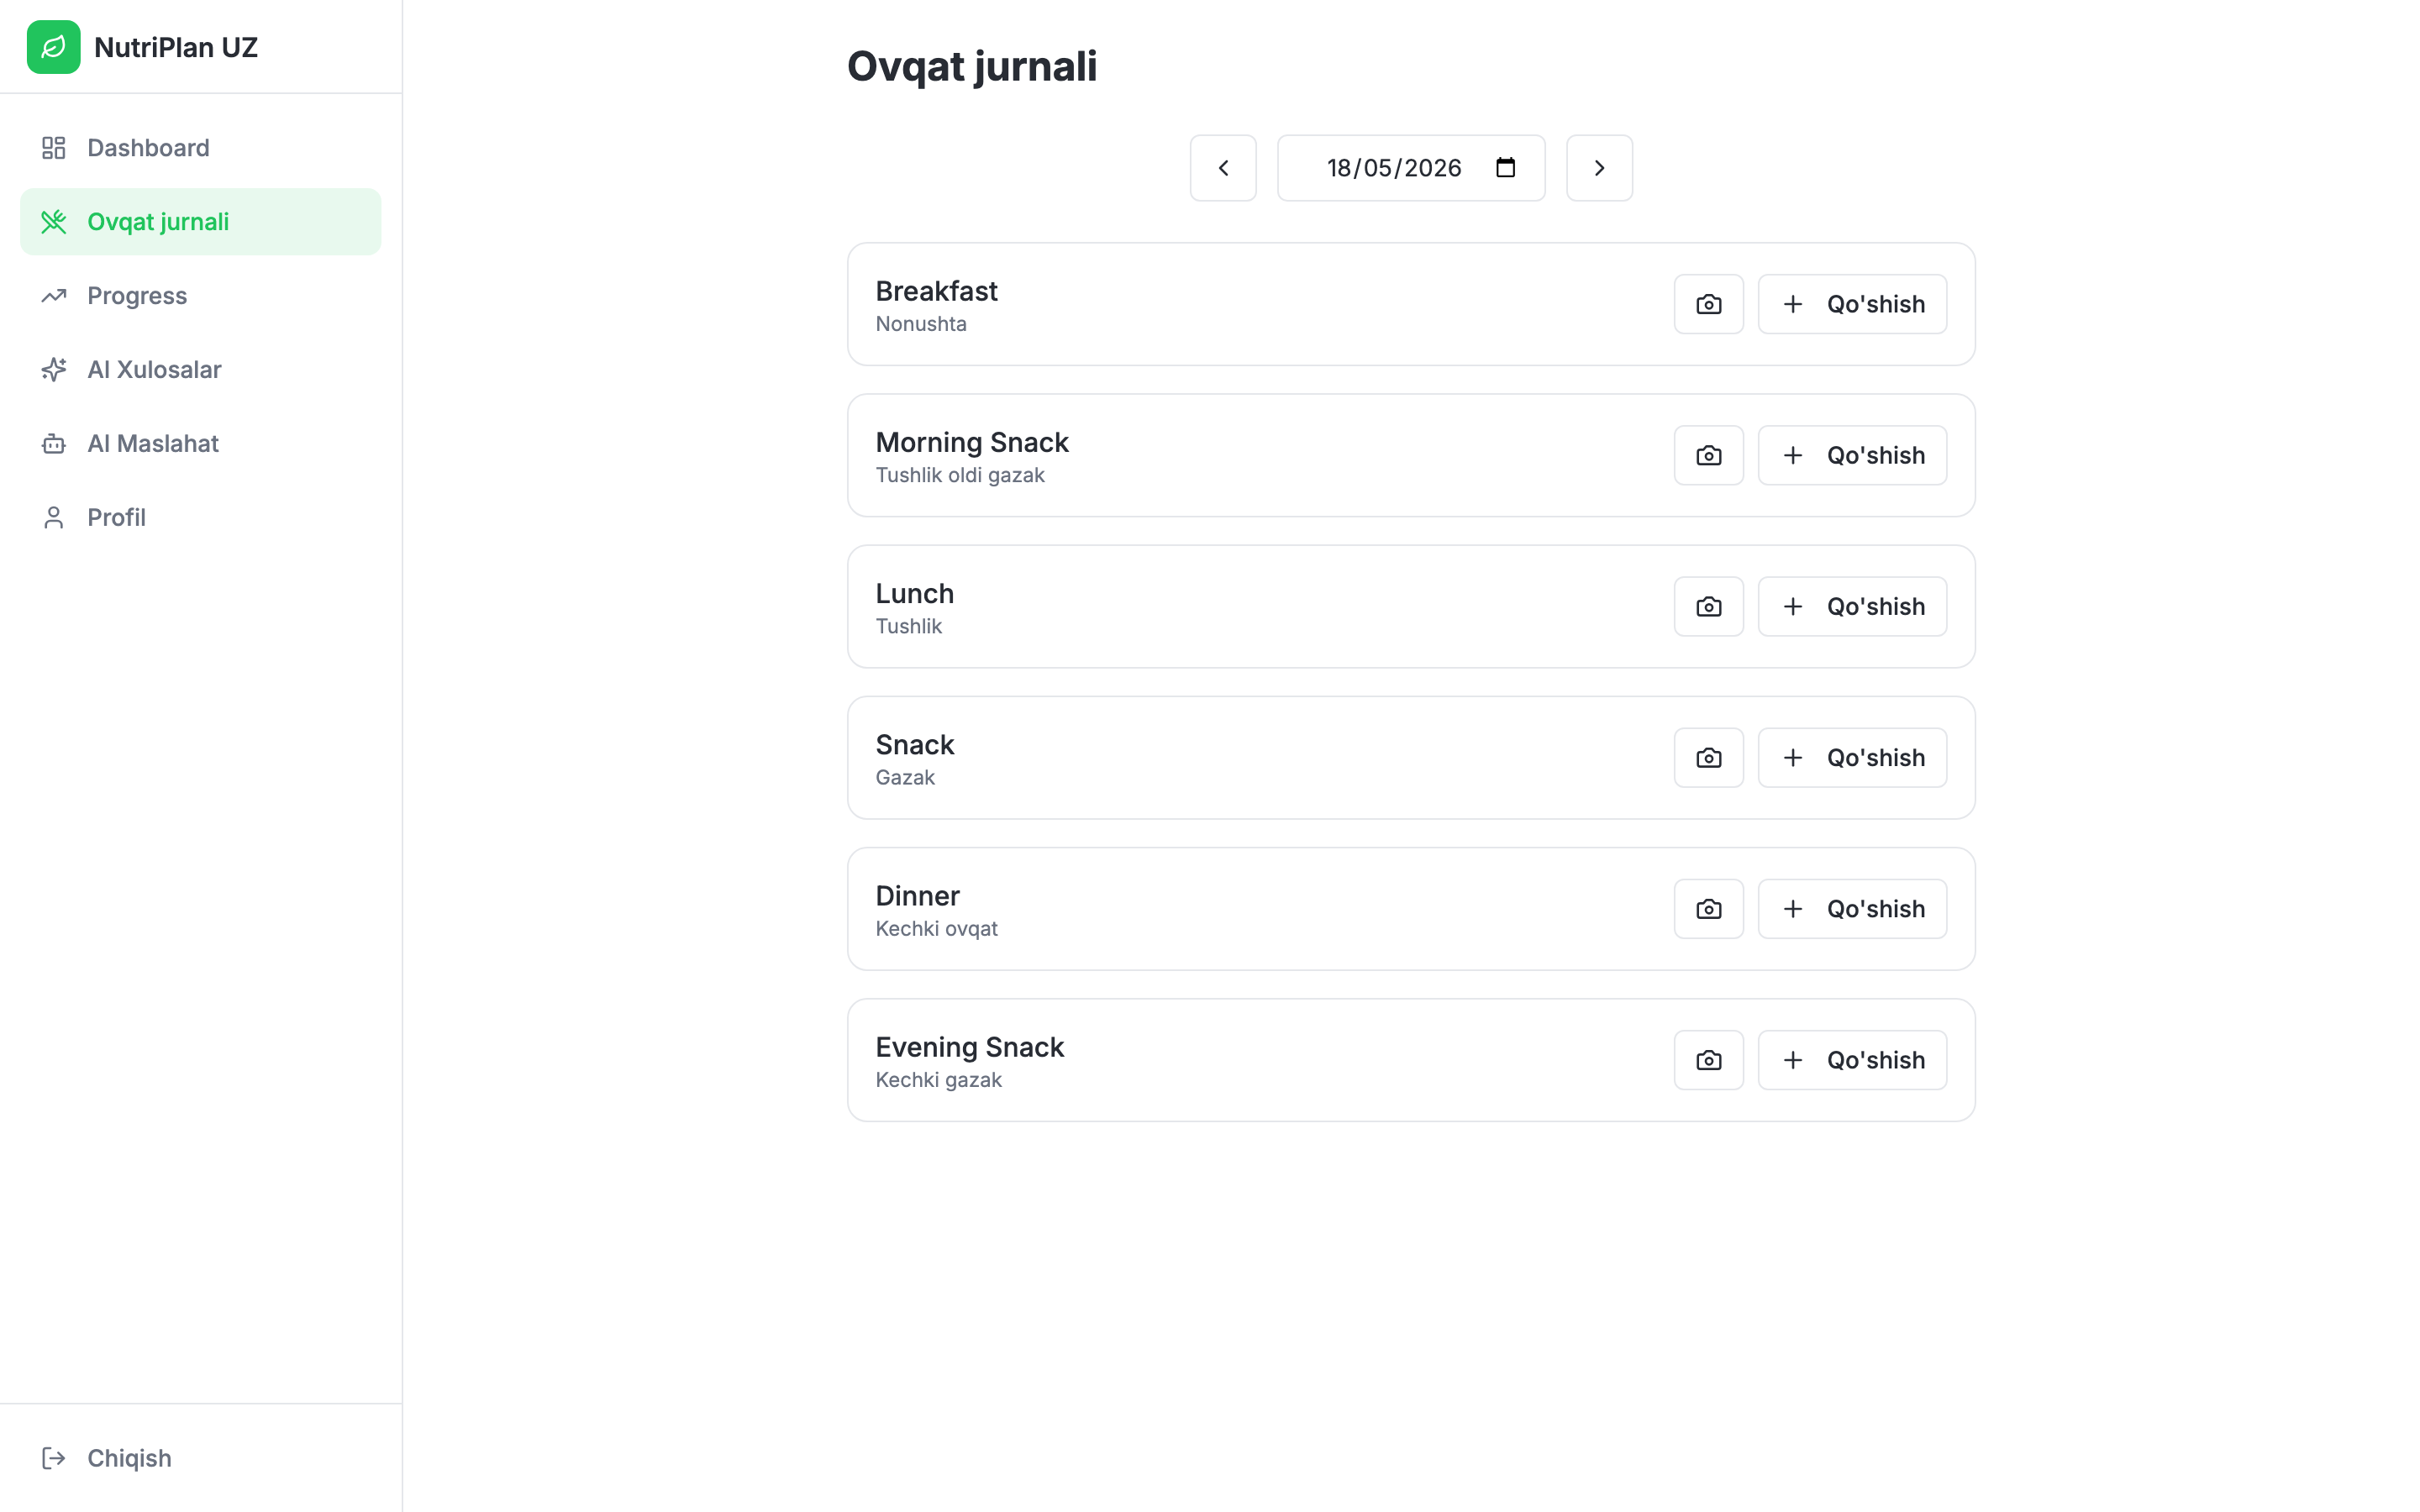 NutriPlan UZ
Dashboard
Ovqat jurnali
Progress
AI Xulosalar
AI Maslahat
Profil
Chiqish
Ovqat jurnali
18/05/2026
Breakfast
Nonushta
Qo'shish
Morning Snack
Tushlik oldi gazak
Qo'shish
Lunch
Tushlik
Qo'shish
Snack
Gazak
Qo'shish
Dinner
Kechki ovqat
Qo'shish
Evening Snack
Kechki gazak
Qo'shish